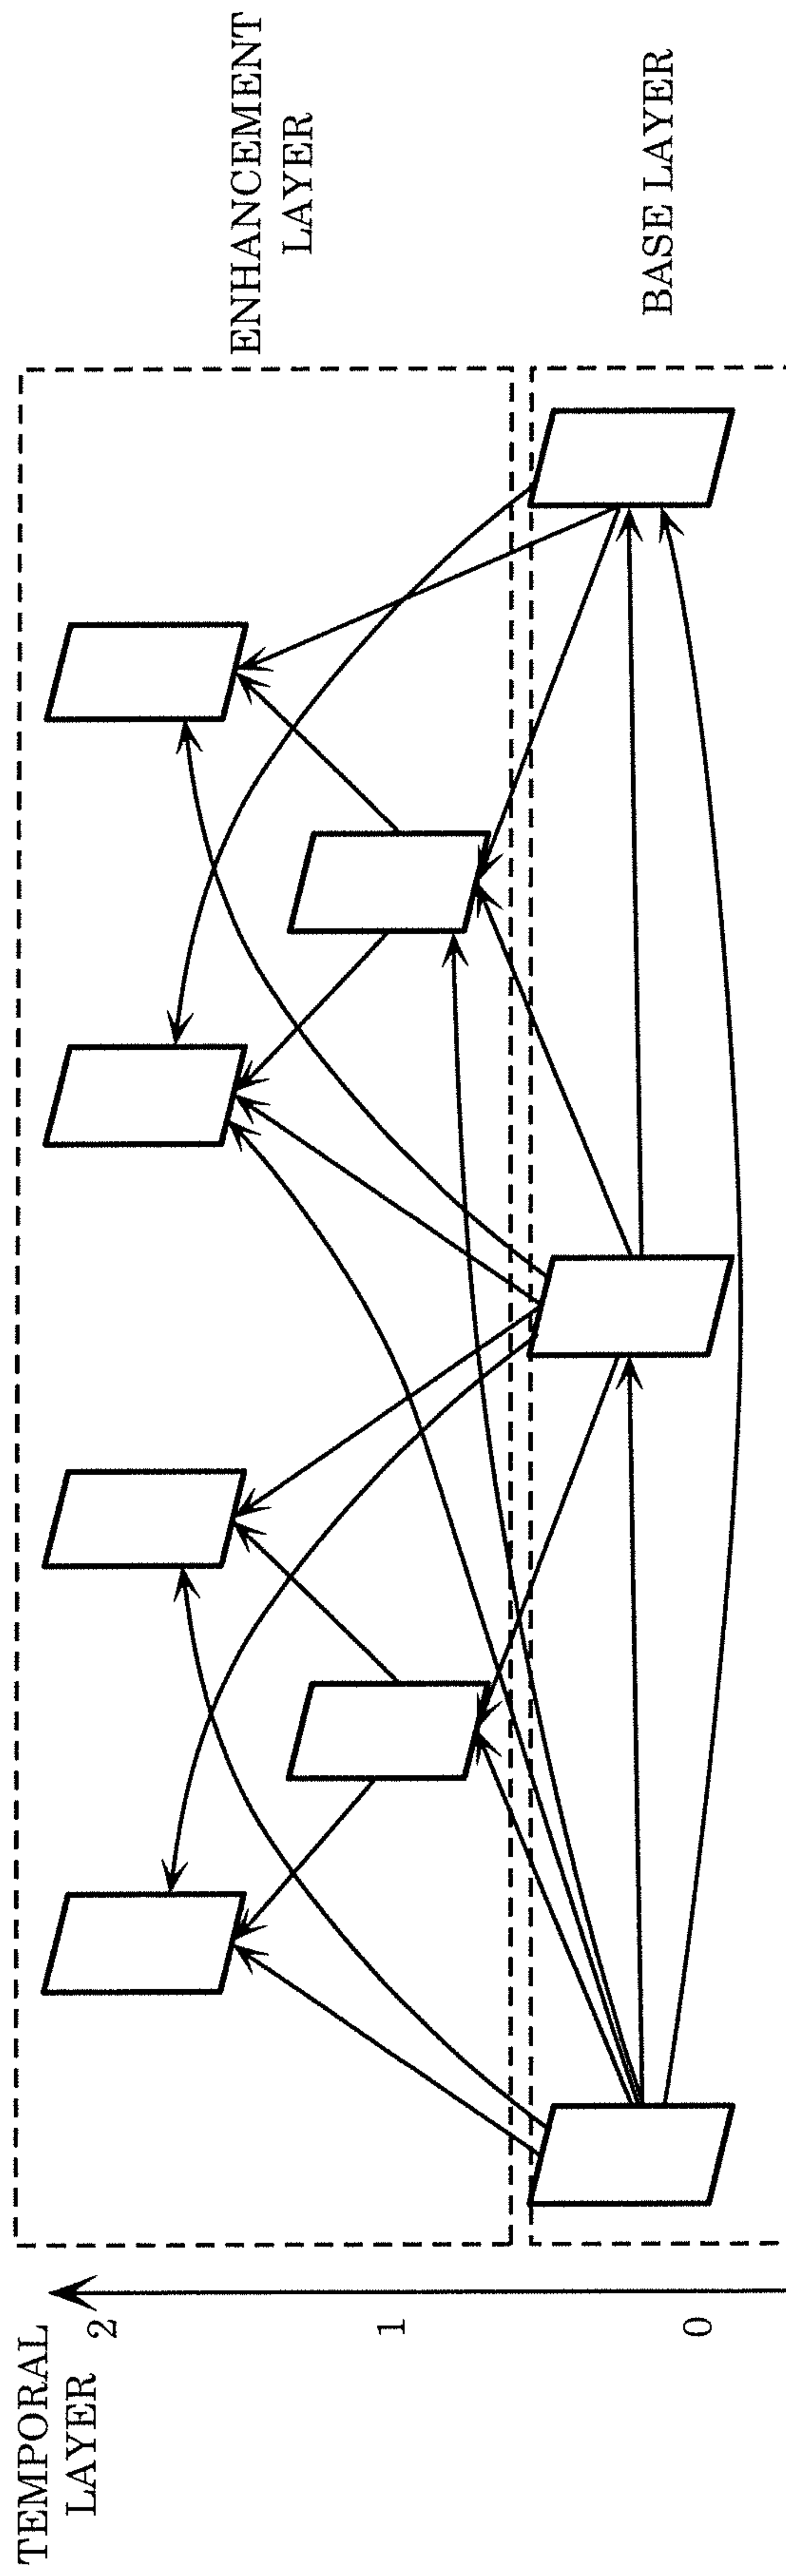 TEMPORAL
LAYER
2
1
0
ENHANCEMENT
LAYER
BASE LAYER